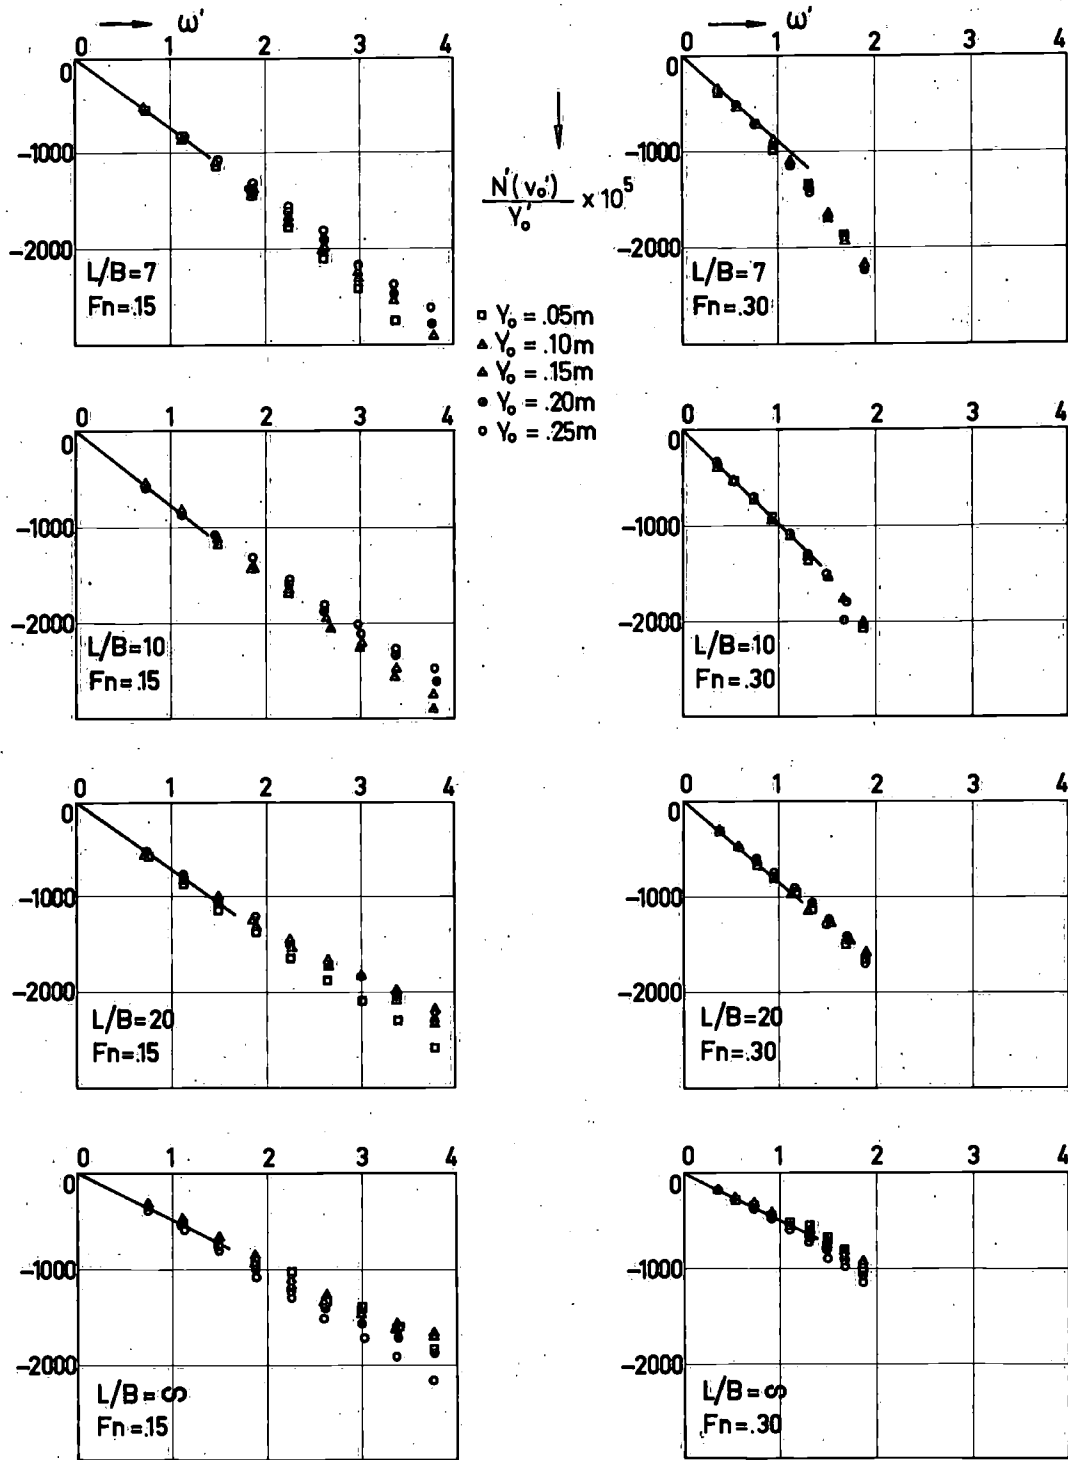 ω'
0 1 2 3 4
0
-1000
-2000
L/B=7
Fn=.15
N'(v₀')
Y₀' ×10⁵
▫ Y₀ = .05m
▵ Y₀ = .10m
▵ Y₀ = .15m
● Y₀ = .20m
○ Y₀ = .25m
ω'
0 1 2 3 4
0
-1000
-2000
L/B=7
Fn=.30
0 1 2 3 4
0
-1000
-2000
L/B=10
Fn=.15
0 1 2 3 4
0
-1000
-2000
L/B=10
Fn=.30
0 1 2 3 4
0
-1000
-2000
L/B=20
Fn=.15
0 1 2 3 4
0
-1000
-2000
L/B=20
Fn=.30
0 1 2 3 4
0
-1000
-2000
L/B=∞
Fn=.15
0 1 2 3 4
0
-1000
-2000
L/B=∞
Fn=.30